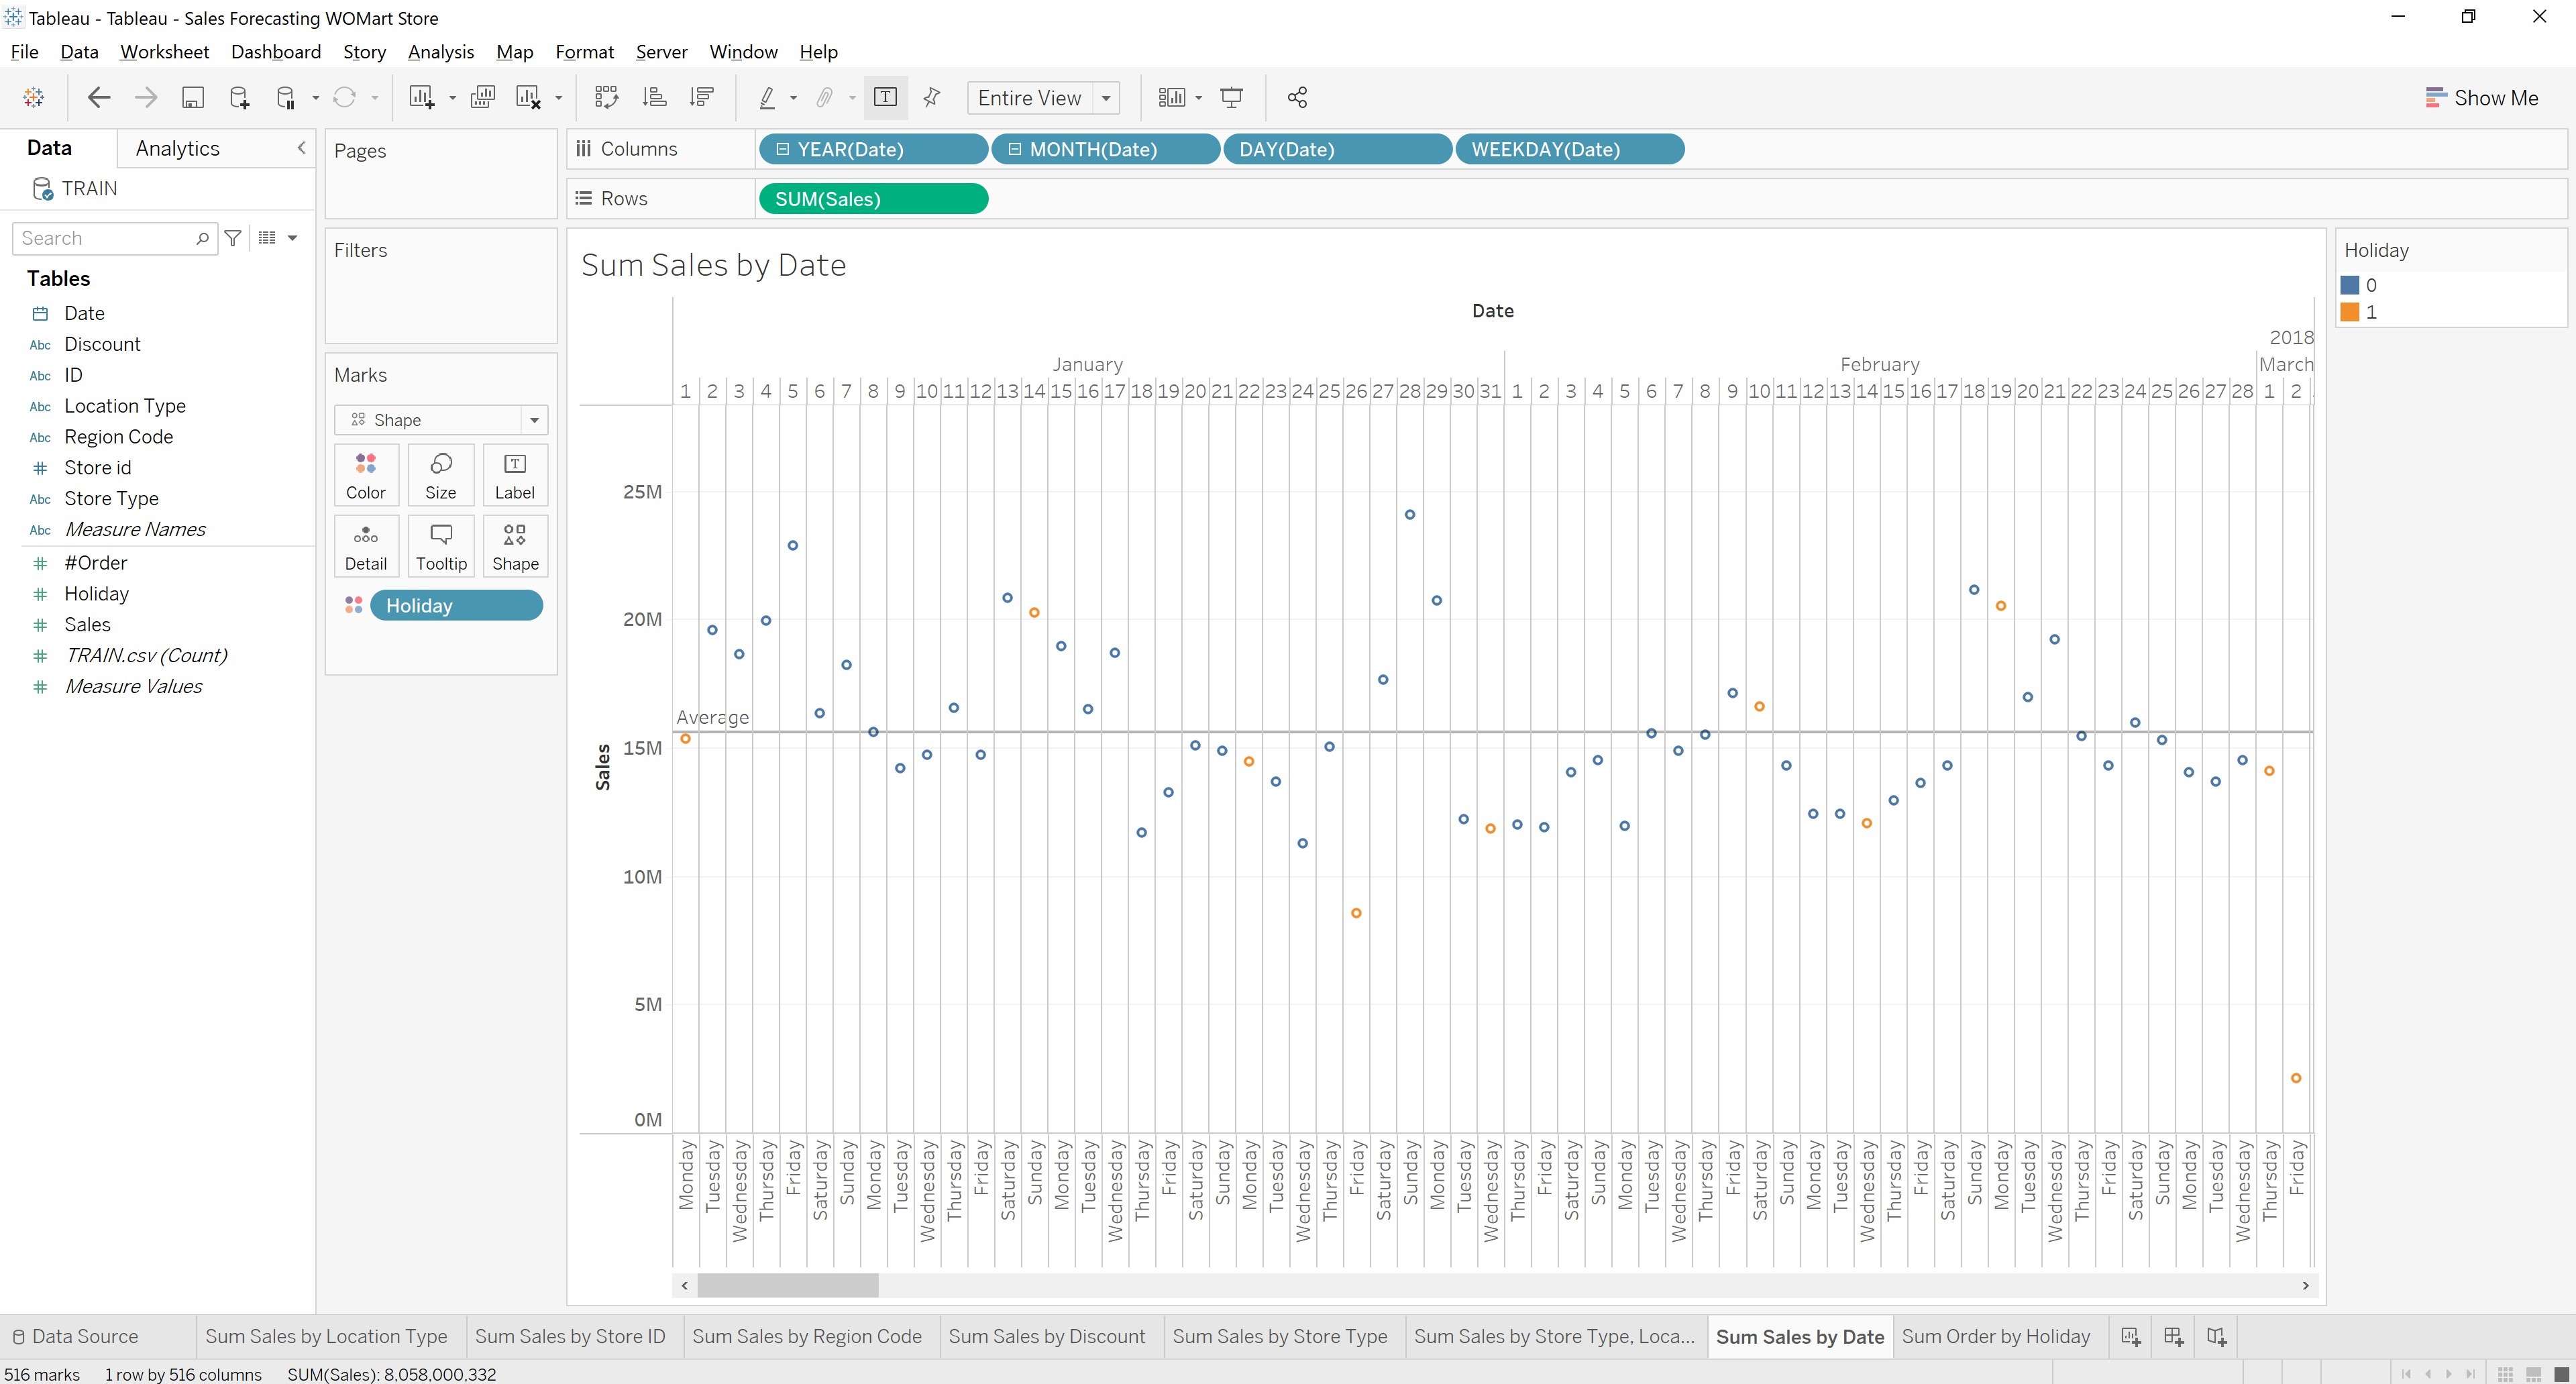 Tableau - Tableau - Sales Forecasting WOMart Store
File Data Worksheet Dashboard Story Analysis Map Format Server Window Help
Entire View
Show Me
Data Analytics
TRAIN
Search
Tables
Date
Abc Discount
Abc ID
Abc Location Type
Abc Region Code
# Store id
Abc Store Type
Abc Measure Names
# #Order
# Holiday
# Sales
# TRAIN.csv (Count)
# Measure Values
Pages
Filters
Marks
Shape
Color Size Label
Detail Tooltip Shape
Holiday
Columns YEAR(Date) MONTH(Date) DAY(Date) WEEKDAY(Date)
Rows SUM(Sales)
Sum Sales by Date
Date
2018
January February March
1 2 3 4 5 6 7 8 9 10 11 12 13 14 15 16 17 18 19 20 21 22 23 24 25 26 27 28 29 30 31 1 2 3 4 5 6 7 8 9 10 11 12 13 14 15 16 17 18 19 20 21 22 23 24 25 26 27 28 1 2
25M
20M
Average
15M
10M
5M
0M
Sales
Monday Tuesday Wednesday Thursday Friday Saturday Sunday Monday Tuesday Wednesday Thursday Friday Saturday Sunday Monday Tuesday Wednesday Thursday Friday Saturday Sunday Monday Tuesday Wednesday Thursday Friday Saturday Sunday Monday Tuesday Wednesday Thursday Friday Saturday Sunday Monday Tuesday Wednesday Thursday Friday Saturday Sunday Monday Tuesday Wednesday Thursday Friday Saturday Sunday Monday Tuesday Wednesday Thursday Friday Saturday Sunday Monday Tuesday Wednesday Thursday Friday
Holiday
0
1
Data Source Sum Sales by Location Type Sum Sales by Store ID Sum Sales by Region Code Sum Sales by Discount Sum Sales by Store Type Sum Sales by Store Type, Loca... Sum Sales by Date Sum Order by Holiday
516 marks 1 row by 516 columns SUM(Sales): 8,058,000,332